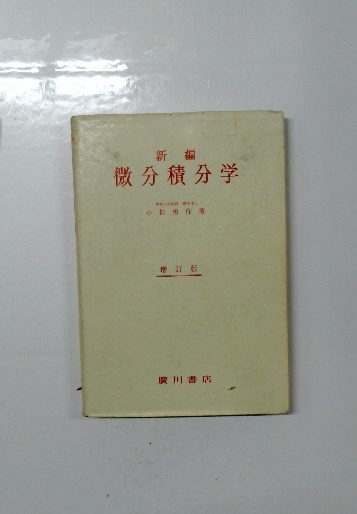 新編
微分積分学
小松勇作著
増訂版
廣川書店